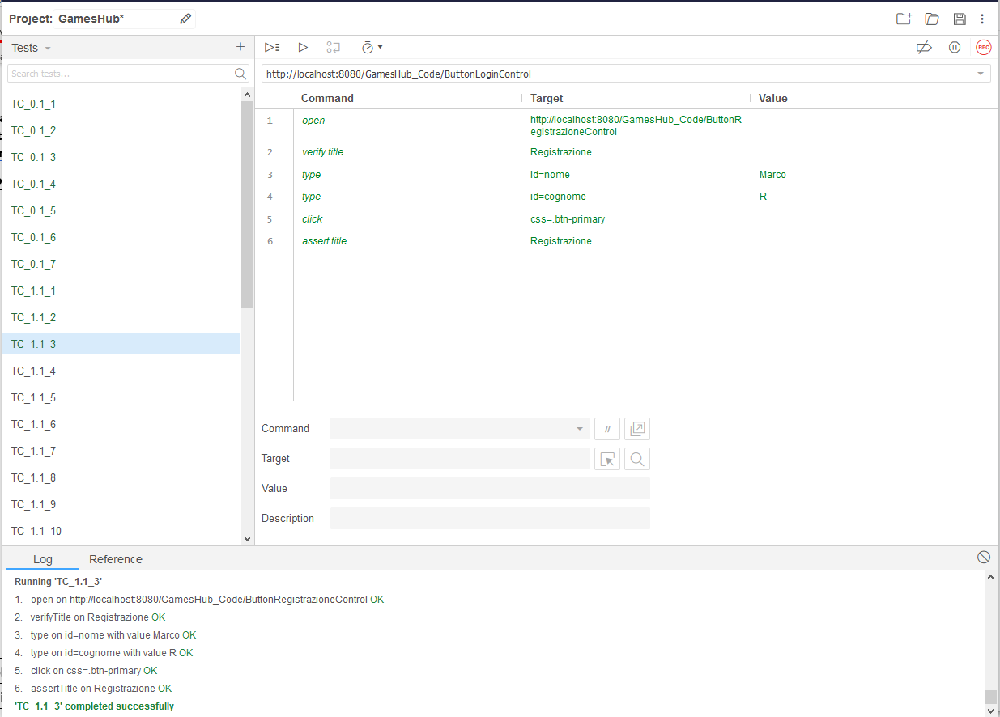 Project: GamesHub*
Tests
Search tests...
TC_0.1_1
TC_0.1_2
TC_0.1_3
TC_0.1_4
TC_0.1_5
TC_0.1_6
TC_0.1_7
TC_1.1_1
TC_1.1_2
TC_1.1_3
TC_1.1_4
TC_1.1_5
TC_1.1_6
TC_1.1_7
TC_1.1_8
TC_1.1_9
TC_1.1_10
REC
http://localhost:8080/GamesHub_Code/ButtonLoginControl
Command Target Value
1 open http://localhost:8080/GamesHub_Code/ButtonR
egistrazioneControl
2 verify title Registrazione
3 type id=nome Marco
4 type id=cognome R
5 click css=.btn-primary
6 assert title Registrazione
Command //
Target
Value
Description
Log Reference
Running 'TC_1.1_3'
1. open on http://localhost:8080/GamesHub_Code/ButtonRegistrazioneControl OK
2. verifyTitle on Registrazione OK
3. type on id=nome with value Marco OK
4. type on id=cognome with value R OK
5. click on css=.btn-primary OK
6. assertTitle on Registrazione OK
'TC_1.1_3' completed successfully